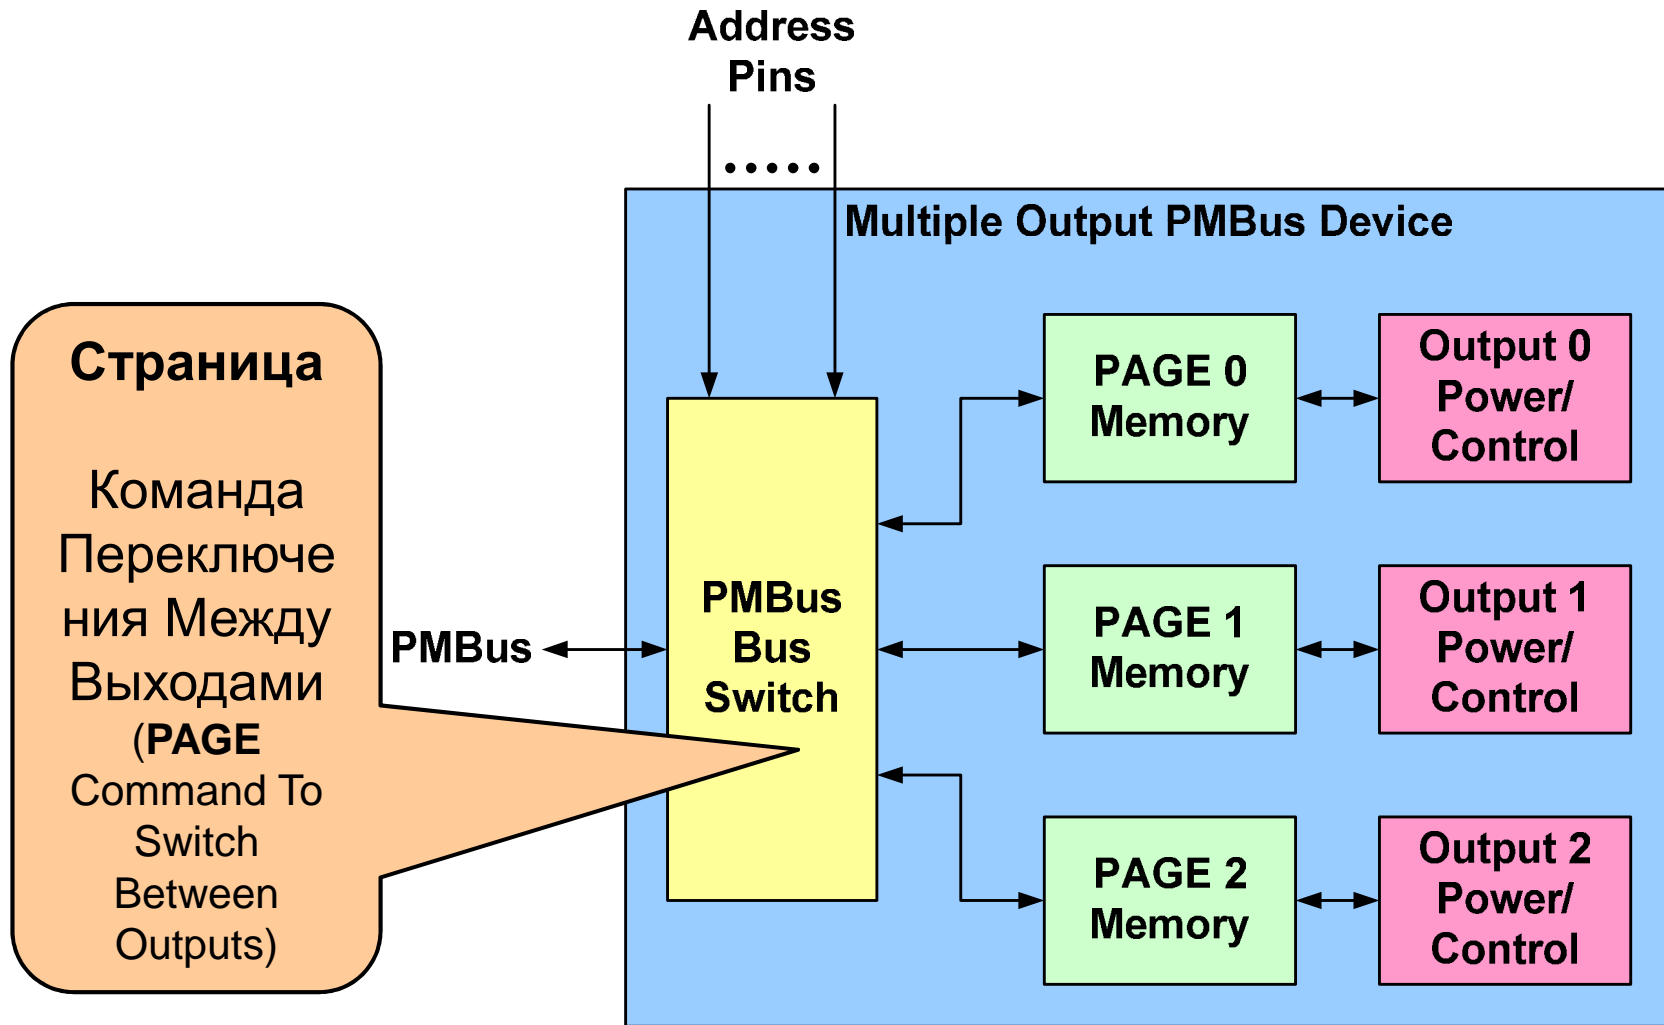 Address
Pins
Multiple Output PMBus Device
Страница
Команда
Переключе
ния Между
Выходами
(PAGE
Command To
Switch
Between
Outputs)
PMBus
PMBus
Bus
Switch
PAGE 0
Memory
Output 0
Power/
Control
PAGE 1
Memory
Output 1
Power/
Control
PAGE 2
Memory
Output 2
Power/
Control